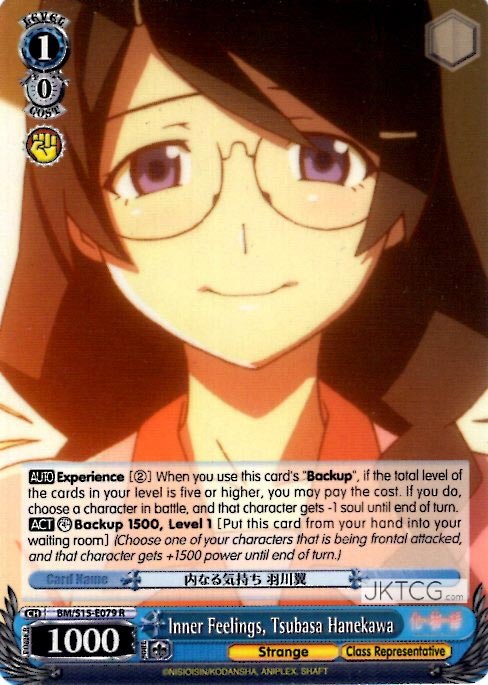 LEVEL
1
0
COST
AUTO Experience [②] When you use this card's "Backup", if the total level of
the cards in your level is five or higher, you may pay the cost. If you do,
choose a character in battle, and that character gets -1 soul until end of turn.
ACT Backup 1500, Level 1 [Put this card from your hand into your
waiting room] (Choose one of your characters that is being frontal attacked,
and that character gets +1500 power until end of turn.)
Card Name 内なる気持ち 羽川翼
JKTCG.com
CH BM/S15-E079 R
POWER 1000 Inner Feelings, Tsubasa Hanekawa
Strange Class Representative
©NISIOISIN/KODANSHA, ANIPLEX, SHAFT